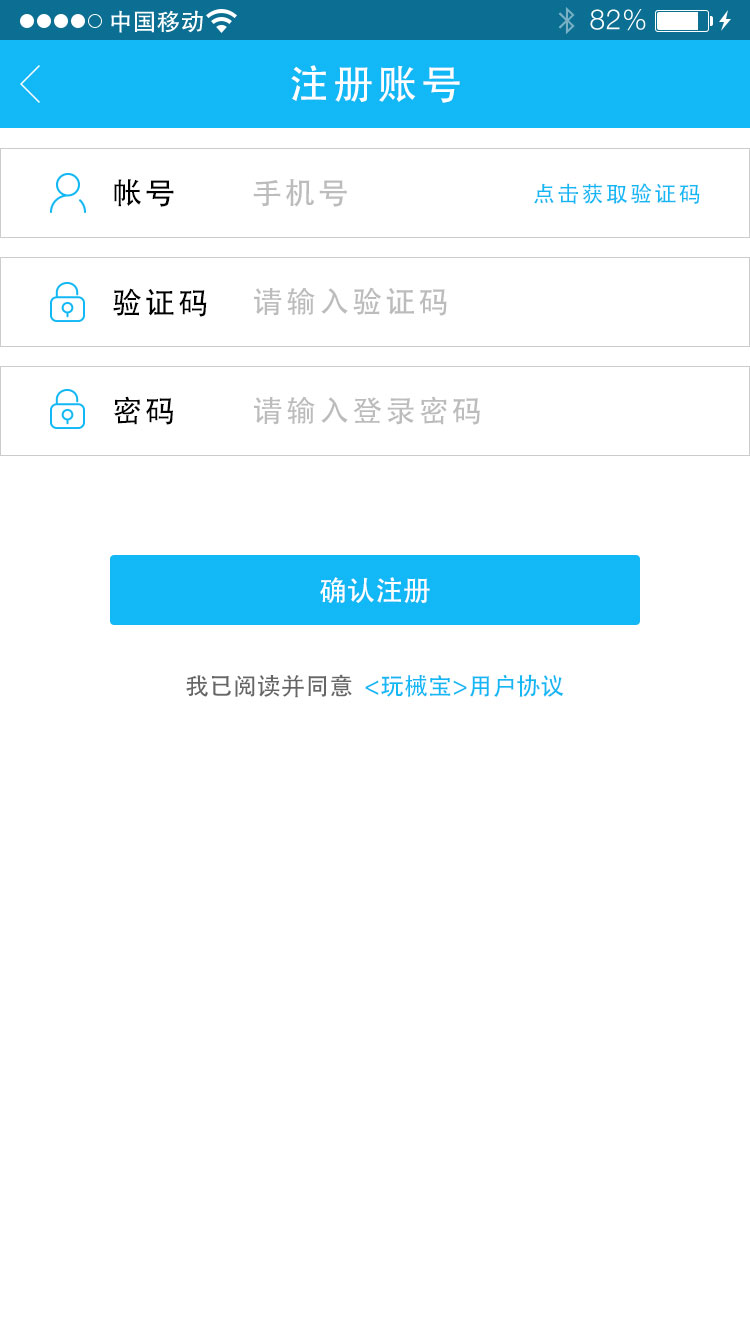 中国移动 82%
注册账号
帐号 手机号 点击获取验证码
验证码 请输入验证码
密码 请输入登录密码
确认注册
我已阅读并同意 <玩械宝>用户协议